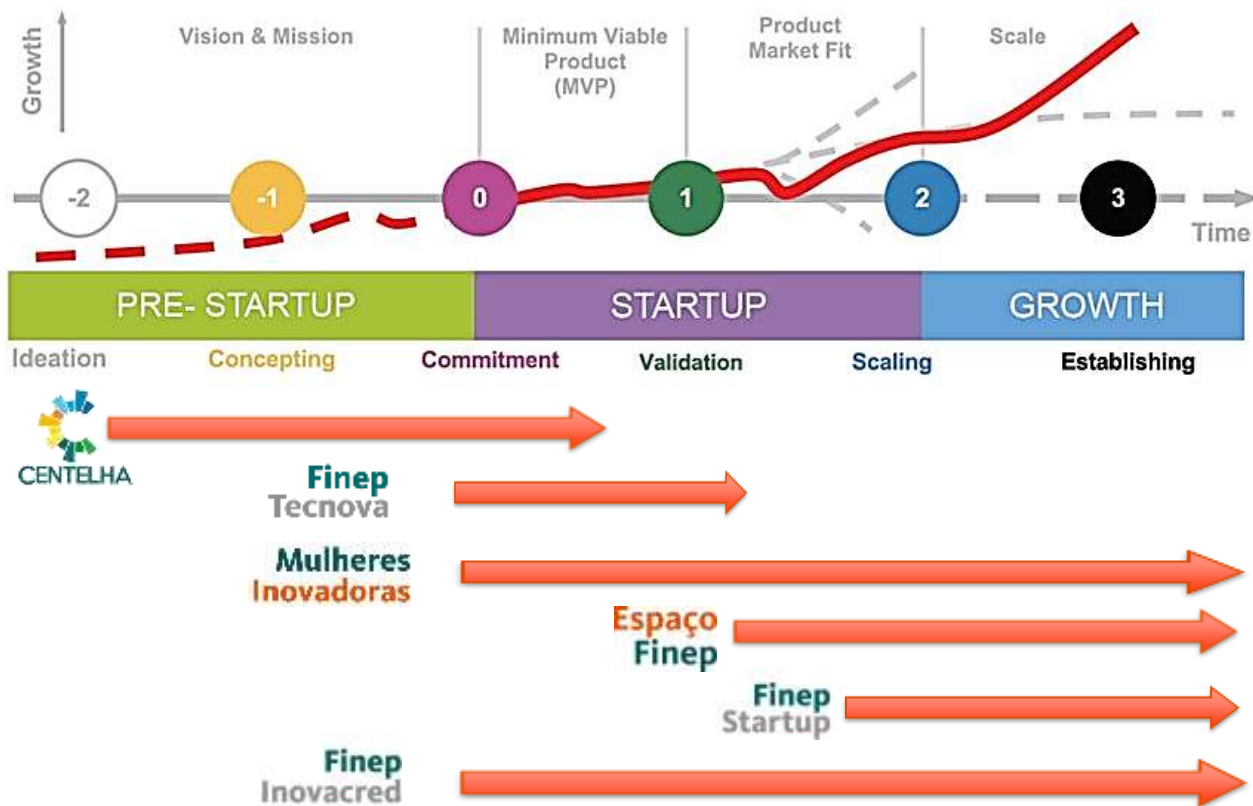 Growth
Vision & Mission
Minimum Viable
Product
(MVP)
Product
Market Fit
Scale
-2
-1
0
1
2
3
Time
PRE- STARTUP
STARTUP
GROWTH
Ideation
Concepting
Commitment
Validation
Scaling
Establishing
CENTELHA
Finep
Tecnova
Mulheres
Inovadoras
Espaço
Finep
Finep
Startup
Finep
Inovacred